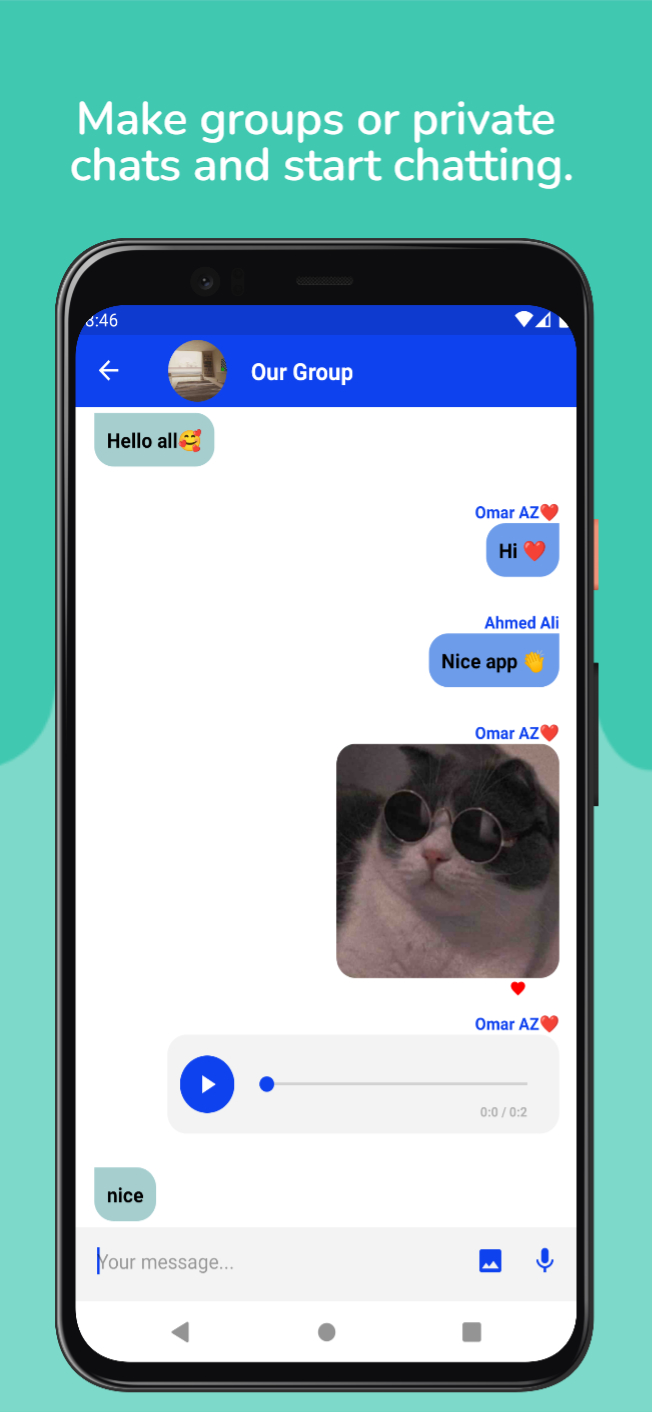 Make groups or private
chats and start chatting.
8:46
Our Group
Hello all🥰
Omar AZ❤️
Hi ❤️
Ahmed Ali
Nice app 👏
Omar AZ❤️
Omar AZ❤️
0:0 / 0:2
nice
Your message...